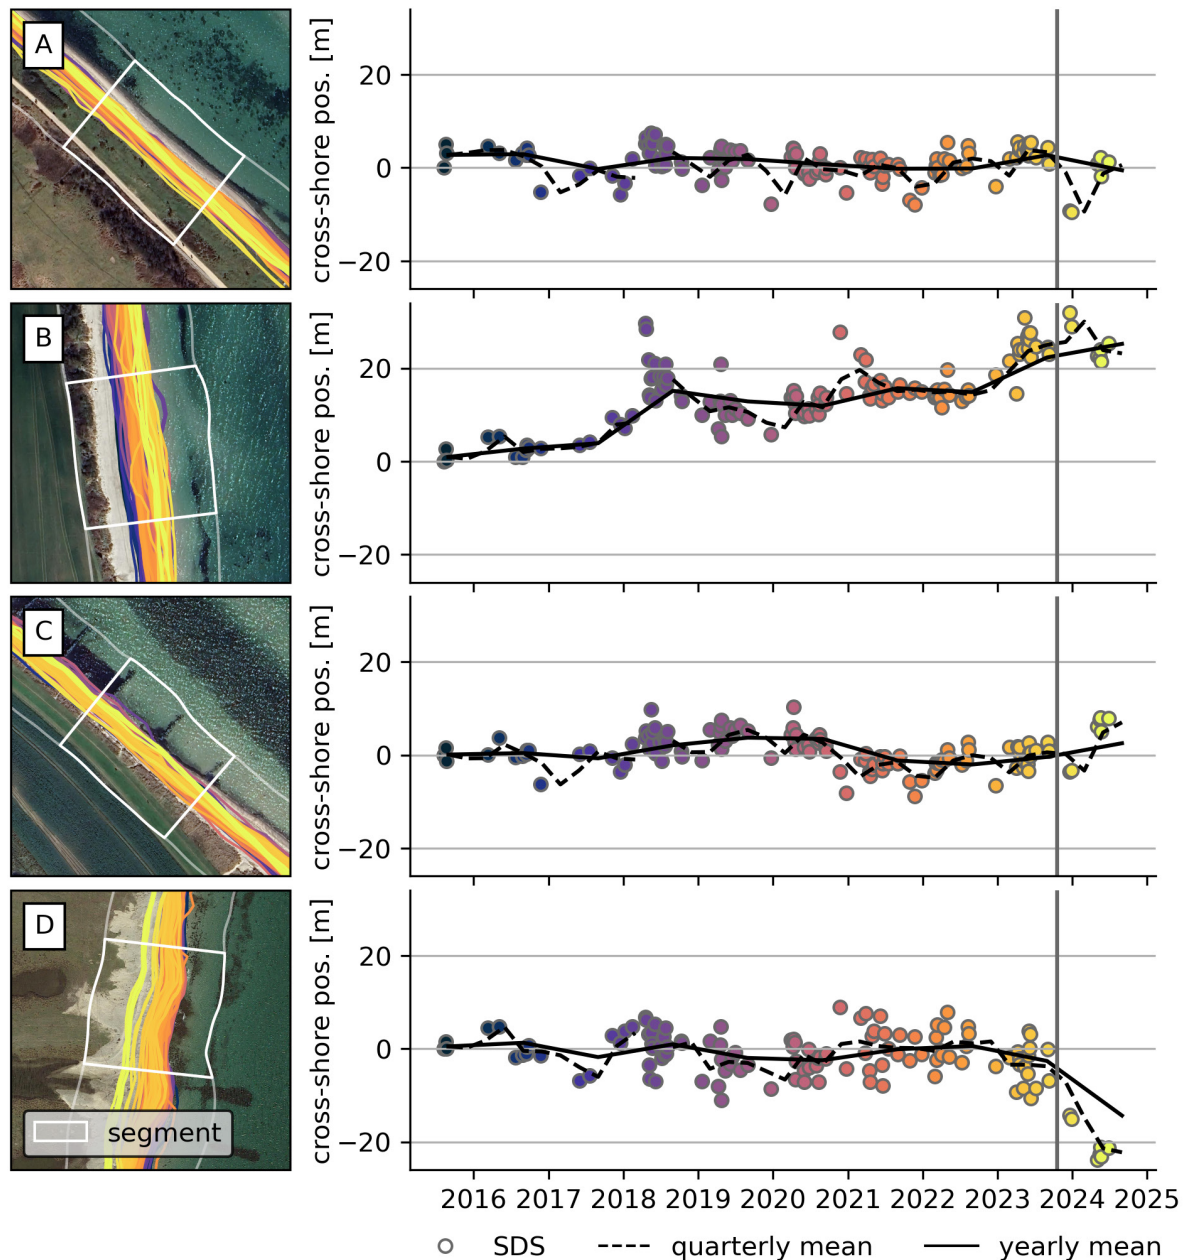 A
cross-shore pos. [m]
20
0
−20
B
cross-shore pos. [m]
20
0
−20
C
cross-shore pos. [m]
20
0
−20
D
segment
cross-shore pos. [m]
20
0
−20
2016 2017 2018 2019 2020 2021 2022 2023 2024 2025
SDS quarterly mean yearly mean